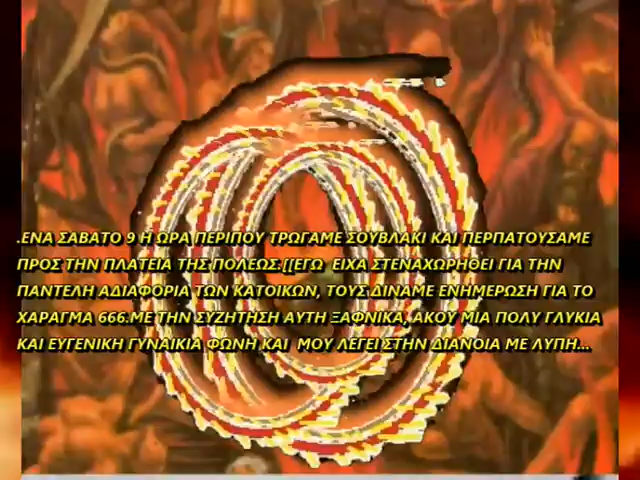 .ΕΝΑ ΣΑΒΑΤΟ 9 Η ΩΡΑ ΠΕΡΙΠΟΥ ΤΡΩΓΑΜΕ ΣΟΥΒΛΑΚΙ ΚΑΙ ΠΕΡΠΑΤΟΥΣΑΜΕ
ΠΡΟΣ ΤΗΝ ΠΛΑΤΕΙΑ ΤΗΣ ΠΟΛΕΩΣ.[[ΕΓΩ ΕΙΧΑ ΣΤΕΝΑΧΩΡΗΘΕΙ ΓΙΑ ΤΗΝ
ΠΑΝΤΕΛΗ ΑΔΙΑΦΟΡΙΑ ΤΩΝ ΚΑΤΟΙΚΩΝ, ΤΟΥΣ ΔΙΝΑΜΕ ΕΝΗΜΕΡΩΣΗ ΓΙΑ ΤΟ
ΧΑΡΑΓΜΑ 666.ΜΕ ΤΗΝ ΣΥΖΗΤΗΣΗ ΑΥΤΗ ΞΑΦΝΙΚΑ, ΑΚΟΥ ΜΙΑ ΠΟΛΥ ΓΛΥΚΙΑ
ΚΑΙ ΕΥΓΕΝΙΚΗ ΓΥΝΑΙΚΙΑ ΦΩΝΗ ΚΑΙ ΜΟΥ ΛΕΓΕΙ ΣΤΗΝ ΔΙΑΝΟΙΑ ΜΕ ΛΥΠΗ...